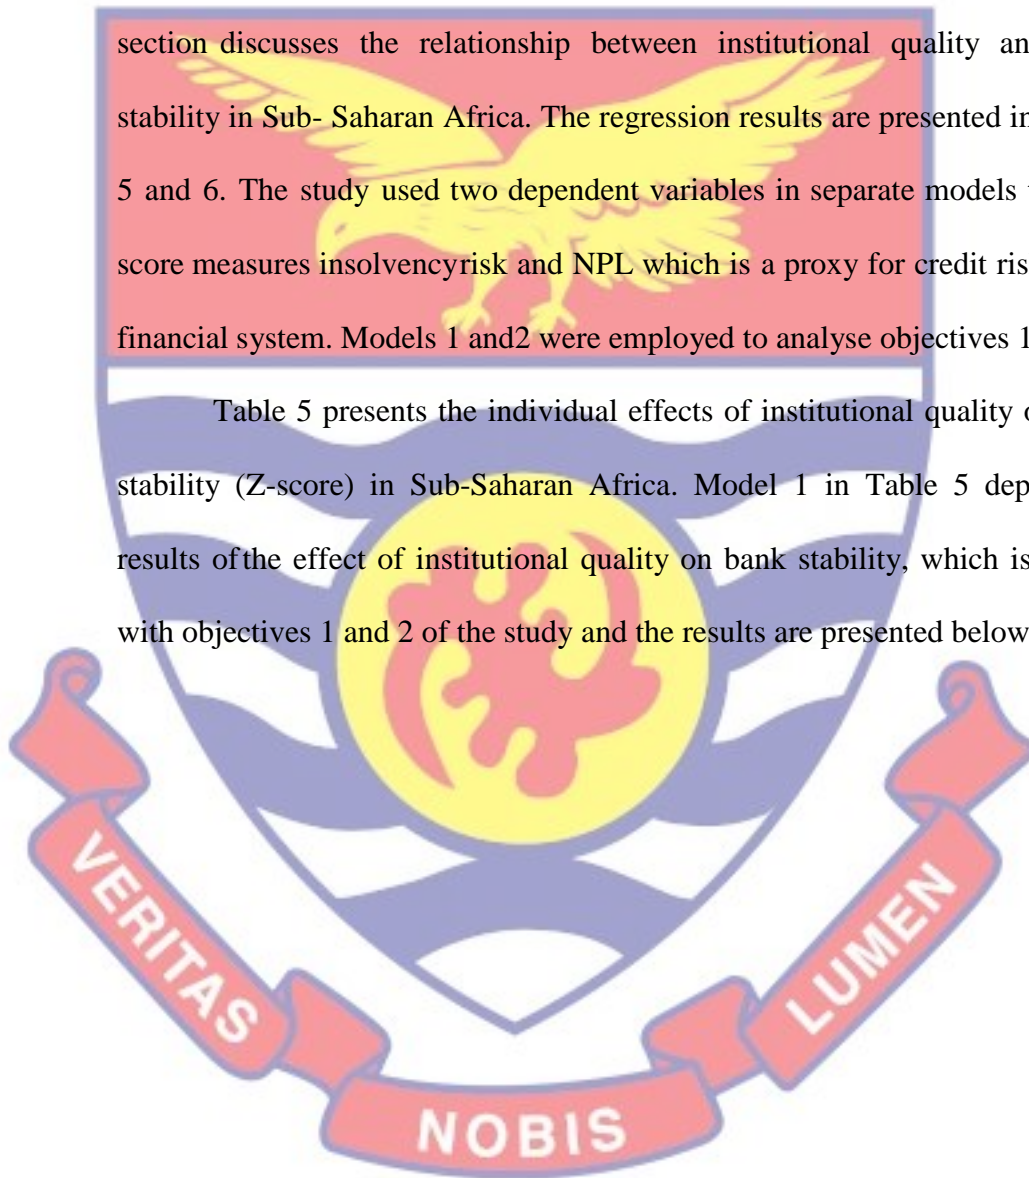 section discusses the relationship between institutional quality an
stability in Sub- Saharan Africa. The regression results are presented in
5 and 6. The study used two dependent variables in separate models
score measures insolvencyrisk and NPL which is a proxy for credit ris
financial system. Models 1 and2 were employed to analyse objectives 1
Table 5 presents the individual effects of institutional quality o
stability (Z-score) in Sub-Saharan Africa. Model 1 in Table 5 dep
results ofthe effect of institutional quality on bank stability, which is
with objectives 1 and 2 of the study and the results are presented below
VERITAS
NOBIS
LUMEN